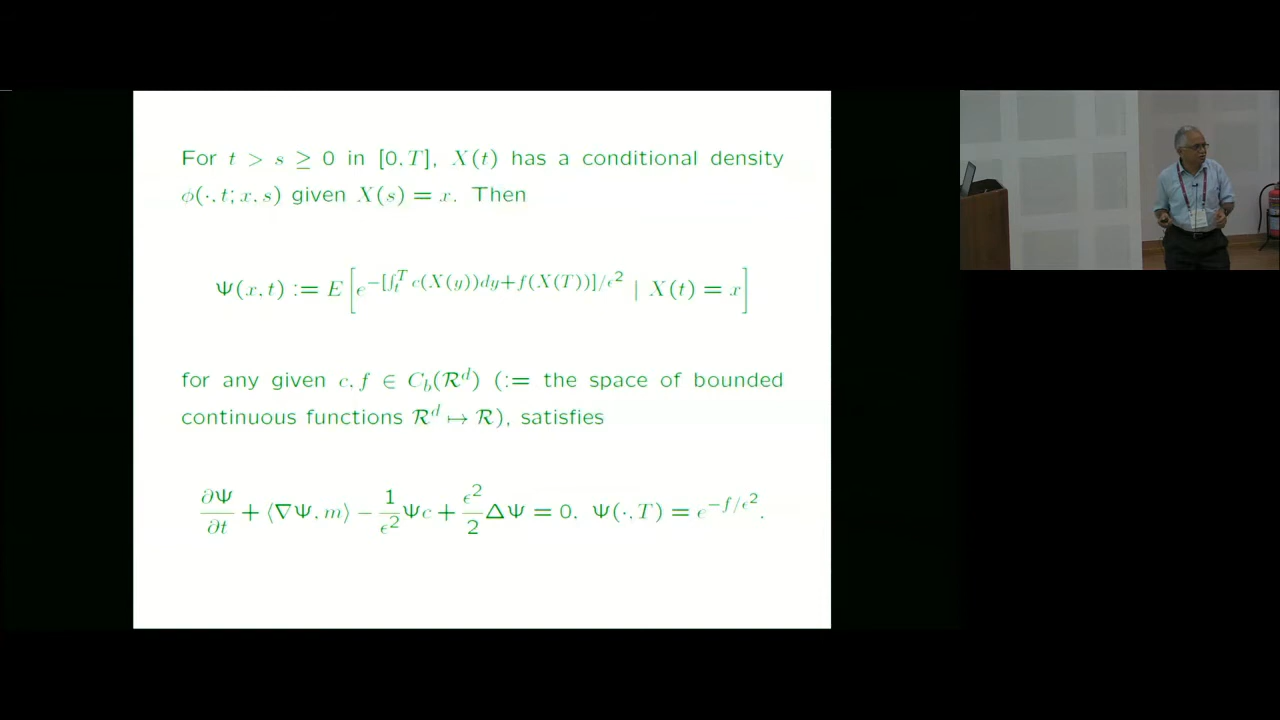 For t > s ≥ 0 in [0, T], X(t) has a conditional density
ϕ(·, t; x, s) given X(s) = x. Then
Ψ(x, t) := E[e^{−[∫_t^T c(X(y))dy+f(X(T))]/ϵ²} | X(t) = x]
for any given c, f ∈ C_b(ℛ^d) (:= the space of bounded
continuous functions ℛ^d ↦ ℛ), satisfies
∂Ψ/∂t + ⟨∇Ψ, m⟩ − 1/ϵ² Ψc + ϵ²/2 ΔΨ = 0, Ψ(·, T) = e^{−f/ϵ²}.